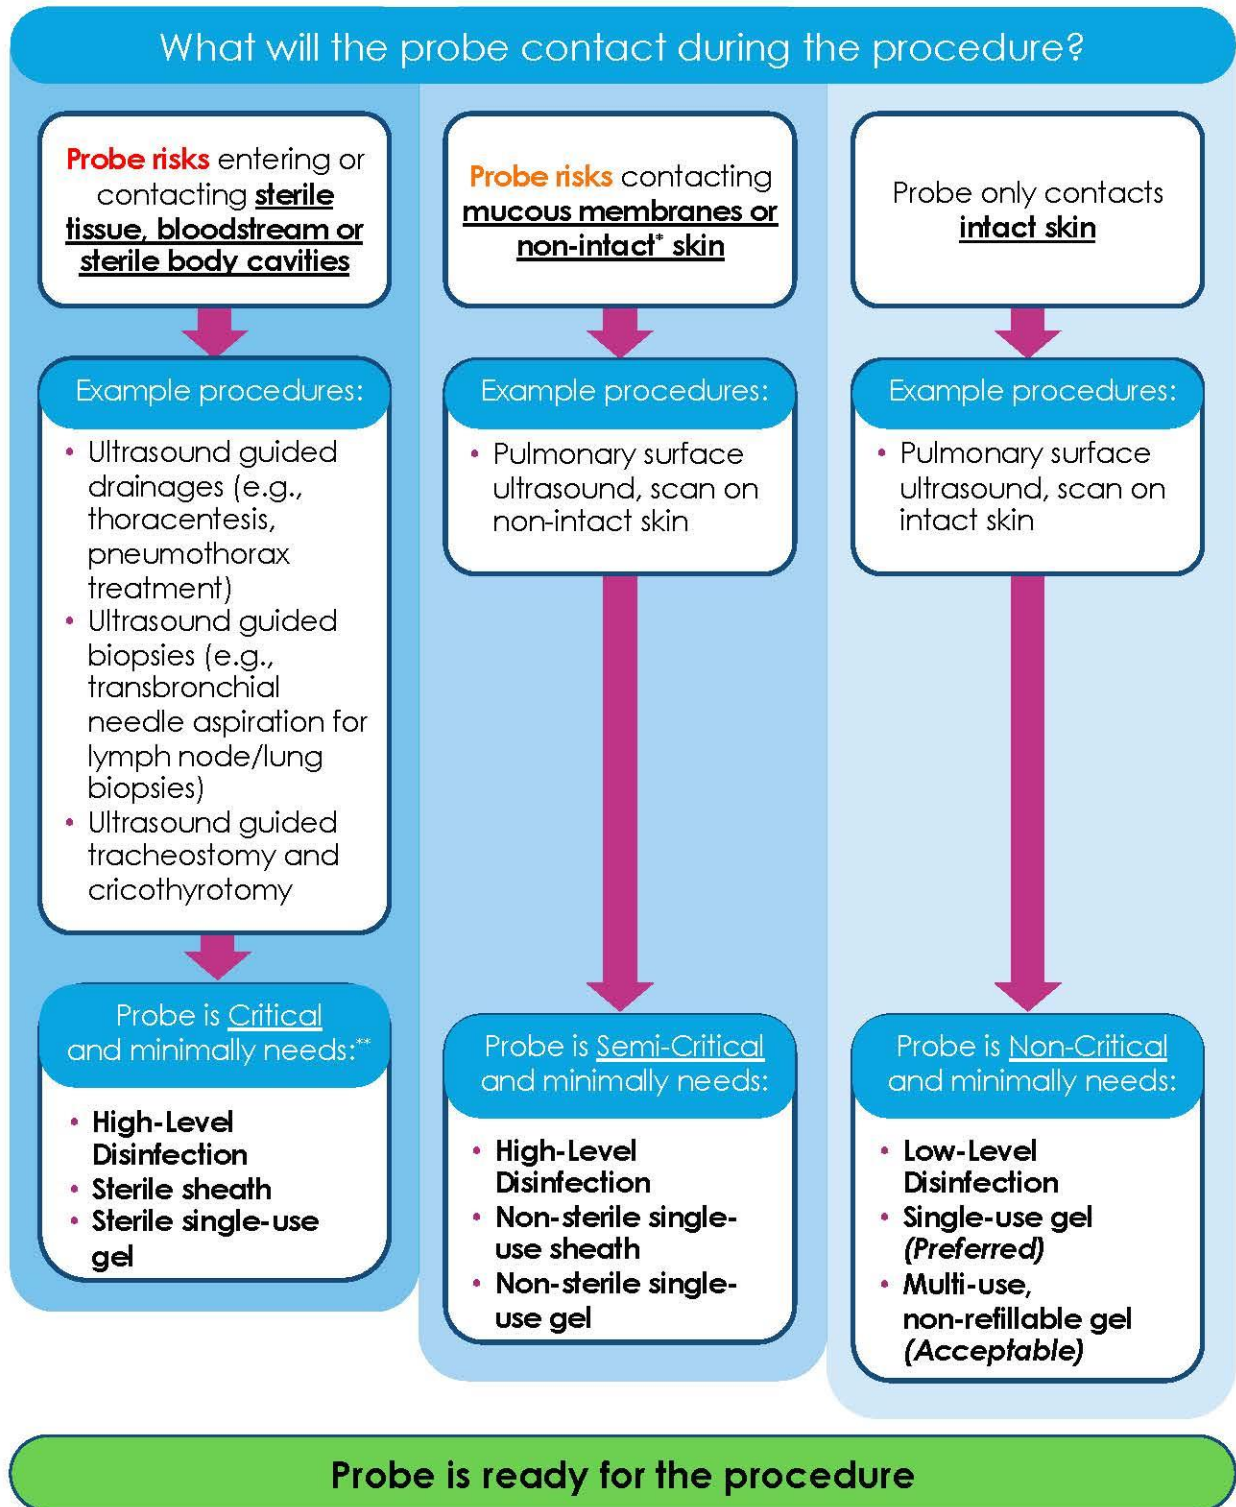 What will the probe contact during the procedure?
Probe risks entering or
contacting sterile
tissue, bloodstream or
sterile body cavities
Example procedures:
• Ultrasound guided
drainages (e.g.,
thoracentesis,
pneumothorax
treatment)
• Ultrasound guided
biopsies (e.g.,
transbronchial
needle aspiration for
lymph node/lung
biopsies)
• Ultrasound guided
tracheostomy and
cricothyrotomy
Probe is Critical
and minimally needs:**
• High-Level
Disinfection
• Sterile sheath
• Sterile single-use
gel
Probe risks contacting
mucous membranes or
non-intact* skin
Example procedures:
• Pulmonary surface
ultrasound, scan on
non-intact skin
Probe is Semi-Critical
and minimally needs:
• High-Level
Disinfection
• Non-sterile single-
use sheath
• Non-sterile single-
use gel
Probe only contacts
intact skin
Example procedures:
• Pulmonary surface
ultrasound, scan on
intact skin
Probe is Non-Critical
and minimally needs:
• Low-Level
Disinfection
• Single-use gel
(Preferred)
• Multi-use,
non-refillable gel
(Acceptable)
Probe is ready for the procedure